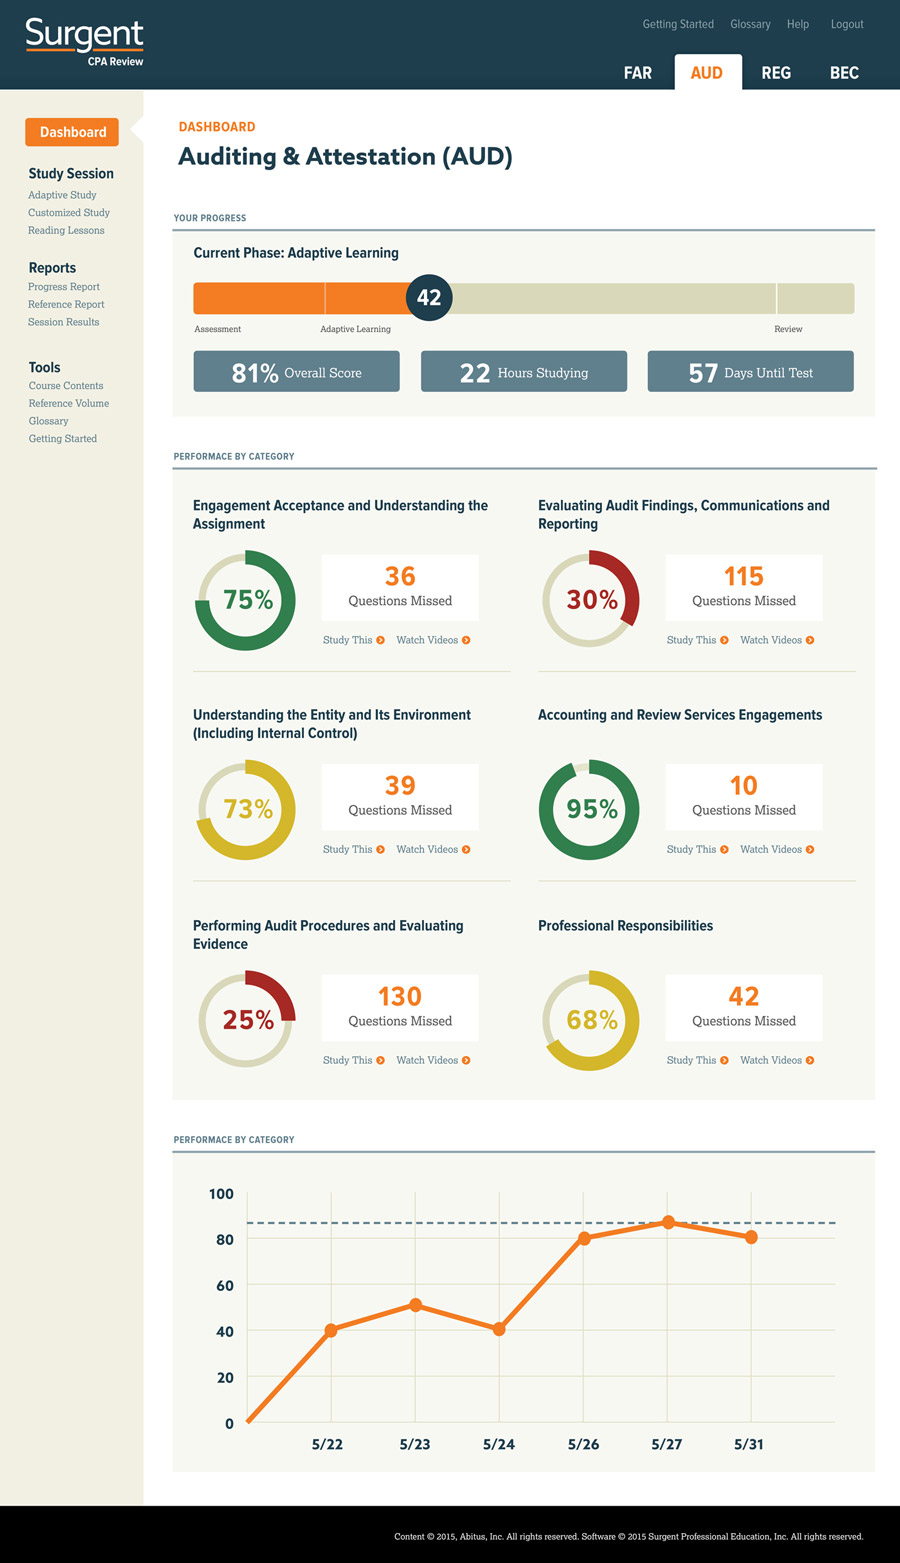 Surgent
CPA Review
Getting Started Glossary Help Logout
FAR AUD REG BEC
Dashboard
Study Session
Adaptive Study
Customized Study
Reading Lessons
Reports
Progress Report
Reference Report
Session Results
Tools
Course Contents
Reference Volume
Glossary
Getting Started
DASHBOARD
Auditing & Attestation (AUD)
YOUR PROGRESS
Current Phase: Adaptive Learning
42
Assessment Adaptive Learning Review
81% Overall Score
22 Hours Studying
57 Days Until Test
PERFORMACE BY CATEGORY
Engagement Acceptance and Understanding the
Assignment
75%
36
Questions Missed
Study This Watch Videos
Evaluating Audit Findings, Communications and
Reporting
30%
115
Questions Missed
Study This Watch Videos
Understanding the Entity and Its Environment
(Including Internal Control)
73%
39
Questions Missed
Study This Watch Videos
Accounting and Review Services Engagements
95%
10
Questions Missed
Study This Watch Videos
Performing Audit Procedures and Evaluating
Evidence
25%
130
Questions Missed
Study This Watch Videos
Professional Responsibilities
68%
42
Questions Missed
Study This Watch Videos
PERFORMACE BY CATEGORY
100
80
60
40
20
0
5/22 5/23 5/24 5/26 5/27 5/31
Content © 2015, Abitus, Inc. All rights reserved. Software © 2015 Surgent Professional Education, Inc. All rights reserved.